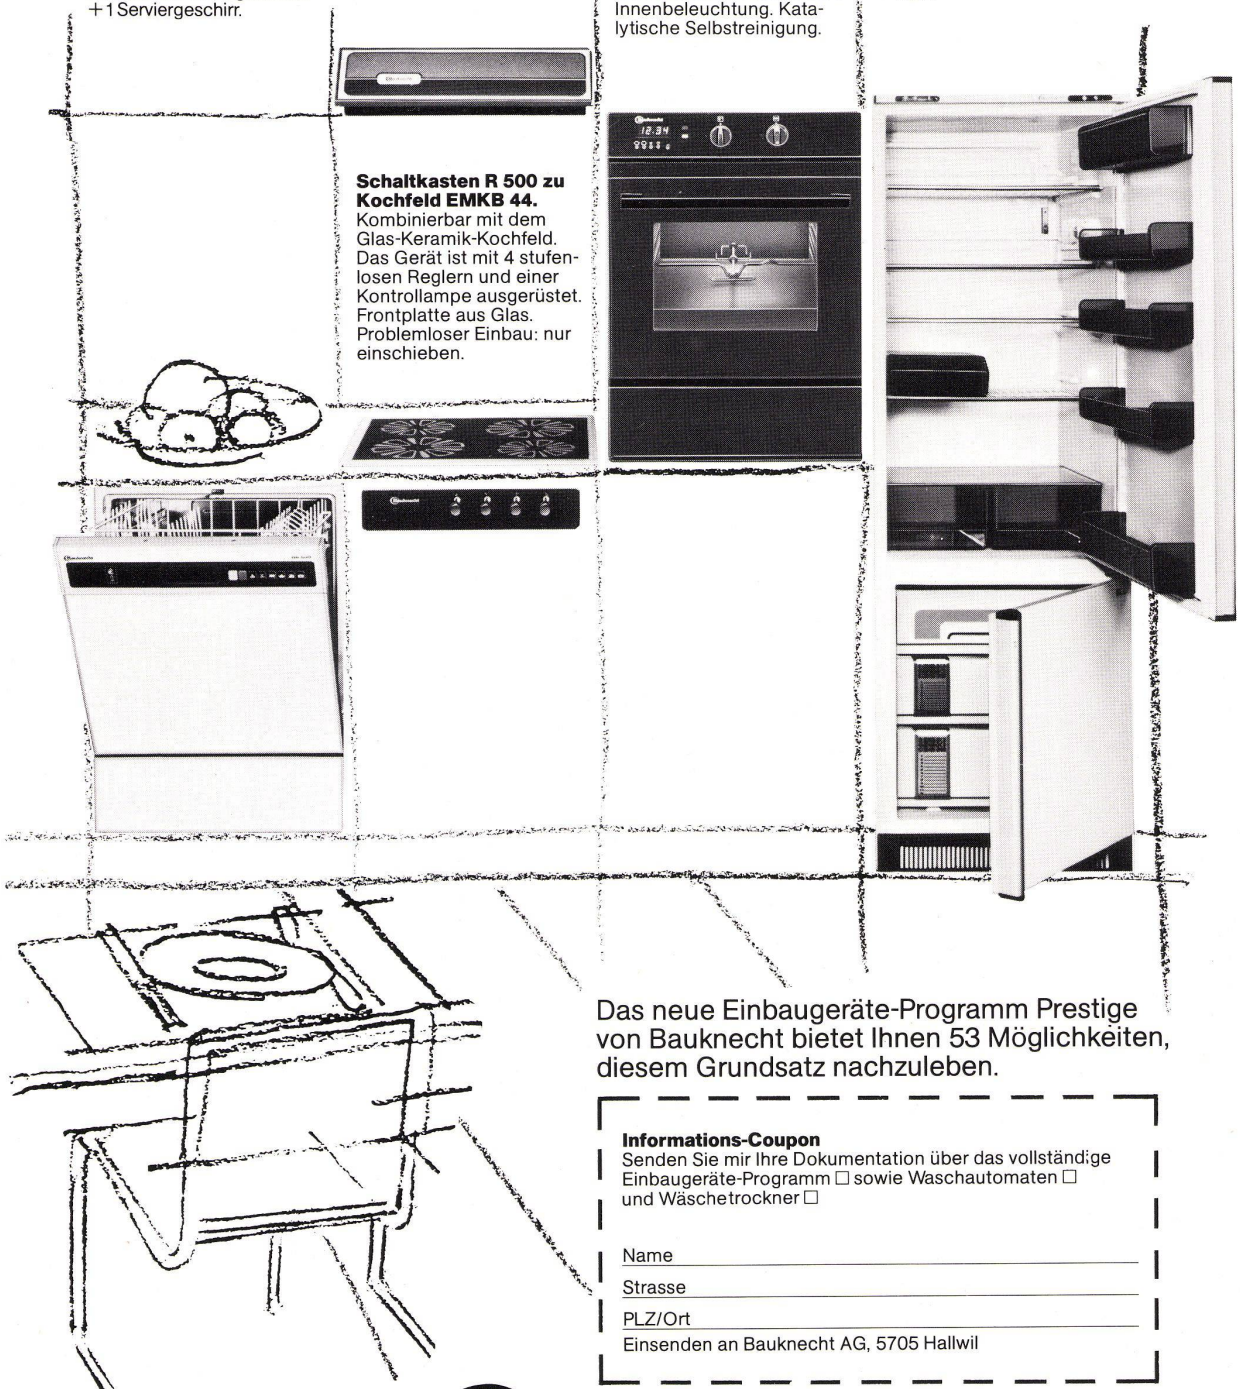 + 1 Serviergeschirr.
Innenbeleuchtung. Kata-
lytische Selbstreinigung.
Bauknecht
12.34
Schaltkasten R 500 zu
Kochfeld EMKB 44.
Kombinierbar mit dem
Glas-Keramik-Kochfeld.
Das Gerät ist mit 4 stufen-
losen Reglern und einer
Kontrollampe ausgerüstet.
Frontplatte aus Glas.
Problemloser Einbau: nur
einschieben.
Bauknecht
Bauknecht
Das neue Einbaugeräte-Programm Prestige
von Bauknecht bietet Ihnen 53 Möglichkeiten,
diesem Grundsatz nachzuleben.
Informations-Coupon
Senden Sie mir Ihre Dokumentation über das vollständige
Einbaugeräte-Programm ☐ sowie Waschautomaten ☐
und Wäschetrockner ☐
Name
Strasse
PLZ/Ort
Einsenden an Bauknecht AG, 5705 Hallwil